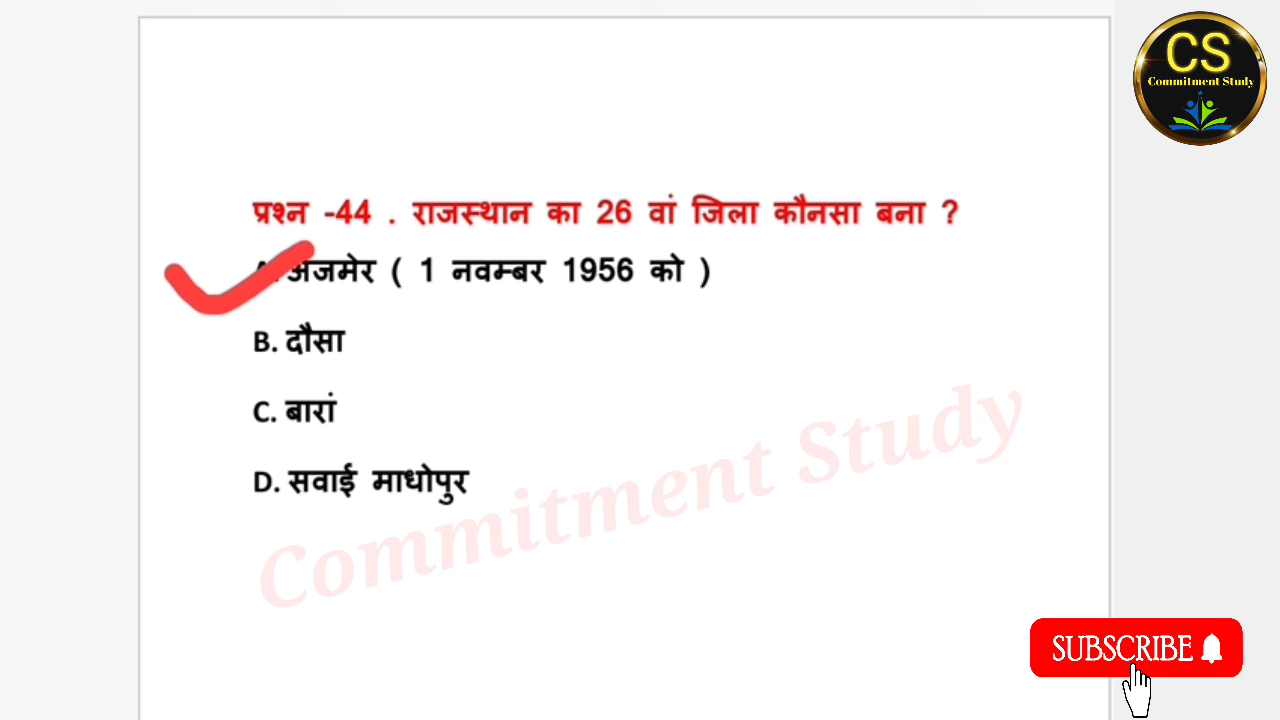 CS
Commitment Study
प्रश्न -44 . राजस्थान का 26 वां जिला कौनसा बना ?
A. अजमेर ( 1 नवम्बर 1956 को )
B. दौसा
C. बारां
D. सवाई माधोपुर
Commitment Study
SUBSCRIBE